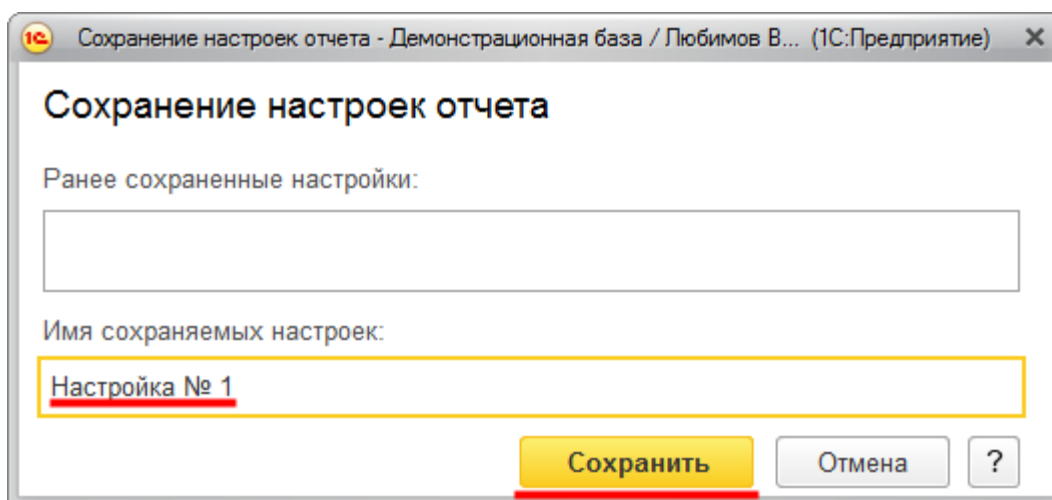 1С Сохранение настроек отчета - Демонстрационная база / Любимов В... (1С:Предприятие)
Сохранение настроек отчета
Ранее сохраненные настройки:
Имя сохраняемых настроек:
Настройка № 1
Сохранить Отмена ?